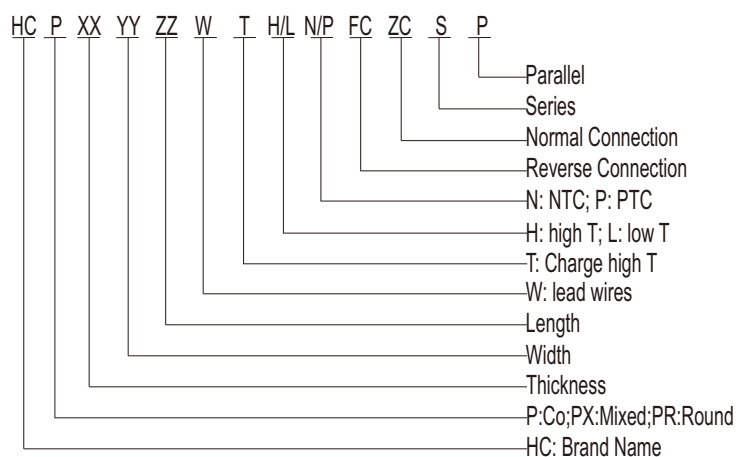 HC P XX YY ZZ W T H/L N/P FC ZC S P
Parallel
Series
Normal Connection
Reverse Connection
N: NTC; P: PTC
H: high T; L: low T
T: Charge high T
W: lead wires
Length
Width
Thickness
P:Co;PX:Mixed;PR:Round
HC: Brand Name